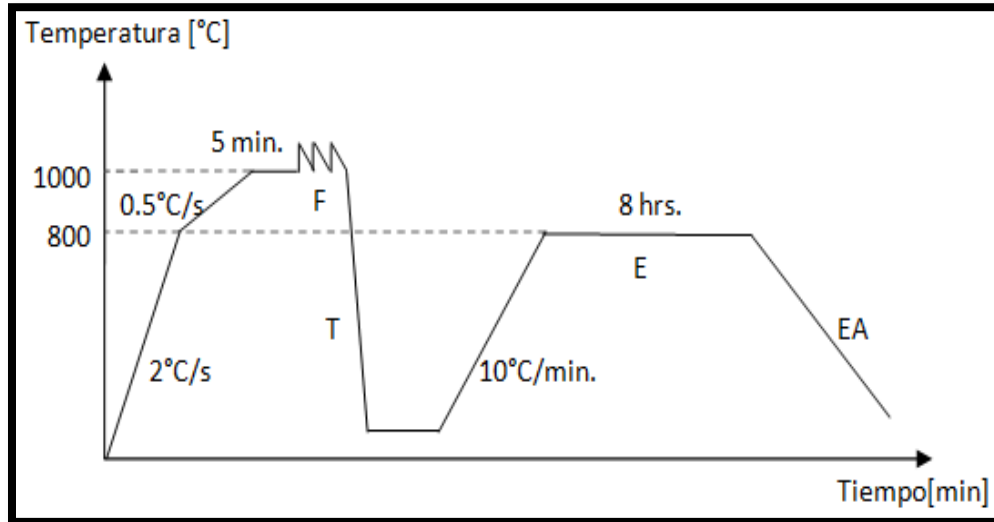 Temperatura [°C]
5 min.
1000
0.5°C/s
F
8 hrs.
800
E
T
EA
2°C/s
10°C/min.
Tiempo[min]